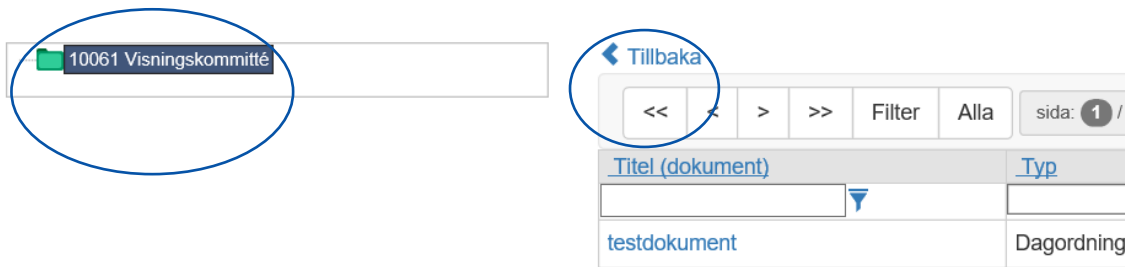 10061 Visningskommitté
Tillbaka
<< < > >> Filter Alla sida: 1 /
Titel (dokument) Typ
testdokument Dagordning